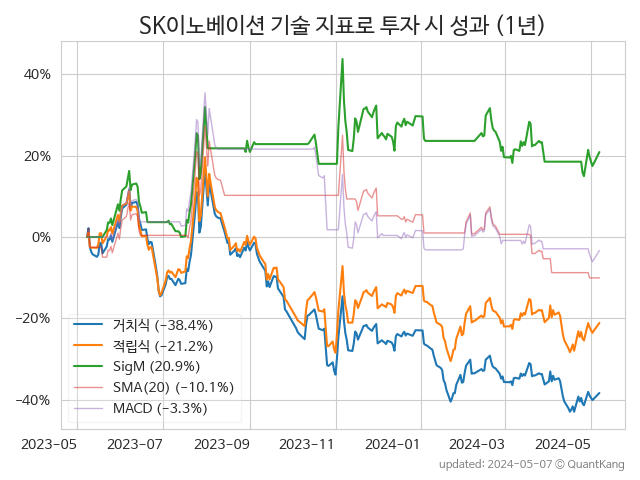 SK이노베이션 기술 지표로 투자 시 성과 (1년)
40%
20%
0%
−20%
−40%
거치식 (−38.4%)
적립식 (−21.2%)
SigM (20.9%)
SMA(20) (−10.1%)
MACD (−3.3%)
2023-05 2023-07 2023-09 2023-11 2024-01 2024-03 2024-05
updated: 2024-05-07 © QuantKang